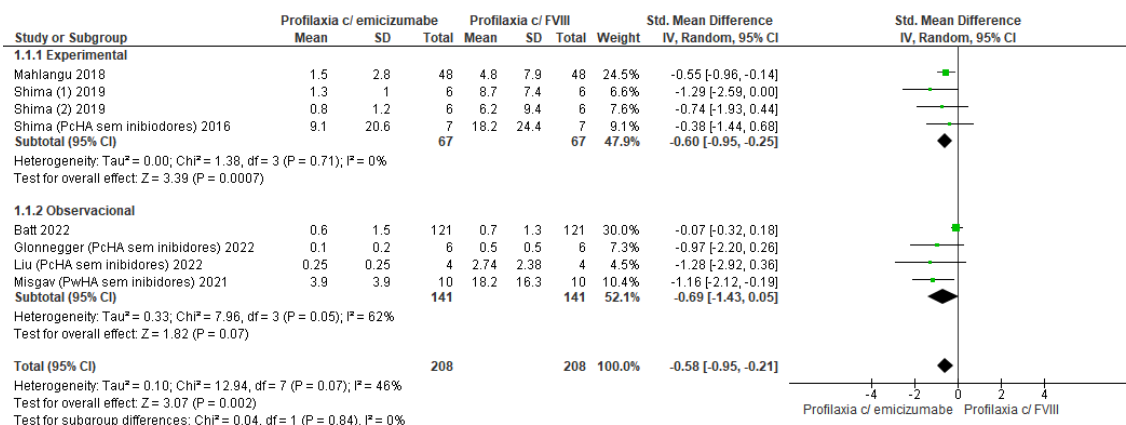 Profilaxia c/ emicizumabe Profilaxia c/ FVIII Std. Mean Difference Std. Mean Difference
Study or Subgroup Mean SD Total Mean SD Total Weight IV, Random, 95% CI IV, Random, 95% CI
1.1.1 Experimental
Mahlangu 2018 1.5 2.8 48 4.8 7.9 48 24.5% -0.55 [-0.96, -0.14]
Shima (1) 2019 1.3 1 6 8.7 7.4 6 6.6% -1.29 [-2.59, 0.00]
Shima (2) 2019 0.8 1.2 6 6.2 9.4 6 7.6% -0.74 [-1.93, 0.44]
Shima (PcHA sem inibiodores) 2016 9.1 20.6 7 18.2 24.4 7 9.1% -0.38 [-1.44, 0.68]
Subtotal (95% CI) 67 67 47.9% -0.60 [-0.95, -0.25]
Heterogeneity: Tau² = 0.00; Chi² = 1.38, df = 3 (P = 0.71); I² = 0%
Test for overall effect: Z = 3.39 (P = 0.0007)
1.1.2 Observacional
Batt 2022 0.6 1.5 121 0.7 1.3 121 30.0% -0.07 [-0.32, 0.18]
Glonnegger (PcHA sem inibidores) 2022 0.1 0.2 6 0.5 0.5 6 7.3% -0.97 [-2.20, 0.26]
Liu (PcHA sem inibidores) 2022 0.25 0.25 4 2.74 2.38 4 4.5% -1.28 [-2.92, 0.36]
Misgav (PwHA sem inibidores) 2021 3.9 3.9 10 18.2 16.3 10 10.4% -1.16 [-2.12, -0.19]
Subtotal (95% CI) 141 141 52.1% -0.69 [-1.43, 0.05]
Heterogeneity: Tau² = 0.33; Chi² = 7.96, df = 3 (P = 0.05); I² = 62%
Test for overall effect: Z = 1.82 (P = 0.07)
Total (95% CI) 208 208 100.0% -0.58 [-0.95, -0.21]
Heterogeneity: Tau² = 0.10; Chi² = 12.94, df = 7 (P = 0.07); I² = 46%
Test for overall effect: Z = 3.07 (P = 0.002)
Test for subgroup differences: Chi² = 0.04, df = 1 (P = 0.84), I² = 0%
-4 -2 0 2 4
Profilaxia c/ emicizumabe Profilaxia c/ FVIII